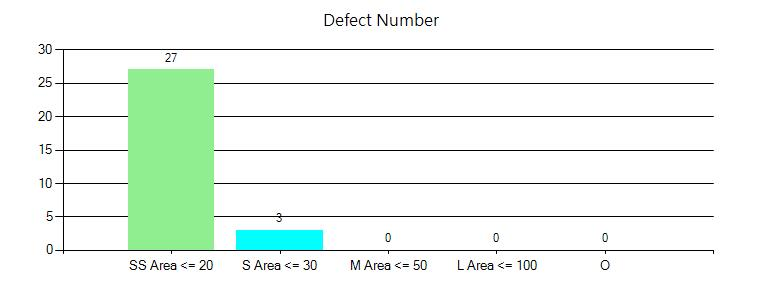 Defect Number
30
25
20
15
10
5
0
27
3
0
0
0
SS Area <= 20
S Area <= 30
M Area <= 50
L Area <= 100
O